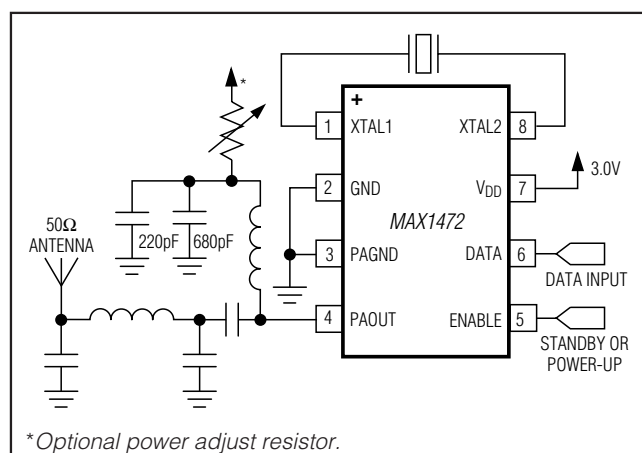 *
+
1 XTAL1 XTAL2 8
2 GND VDD 7 3.0V
MAX1472
3 PAGND DATA 6
DATA INPUT
4 PAOUT ENABLE 5
STANDBY OR
POWER-UP
50Ω
ANTENNA
220pF 680pF
*Optional power adjust resistor.